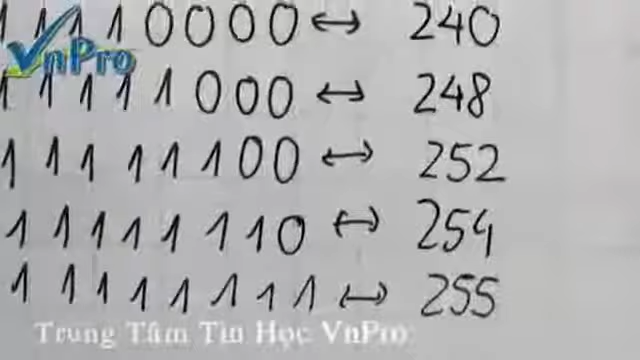 11110000 ↔ 240
VnPro
11111000 ↔ 248
11111100 ↔ 252
11111110 ↔ 254
11111111 ↔ 255
Trung Tâm Tin Học VnPro